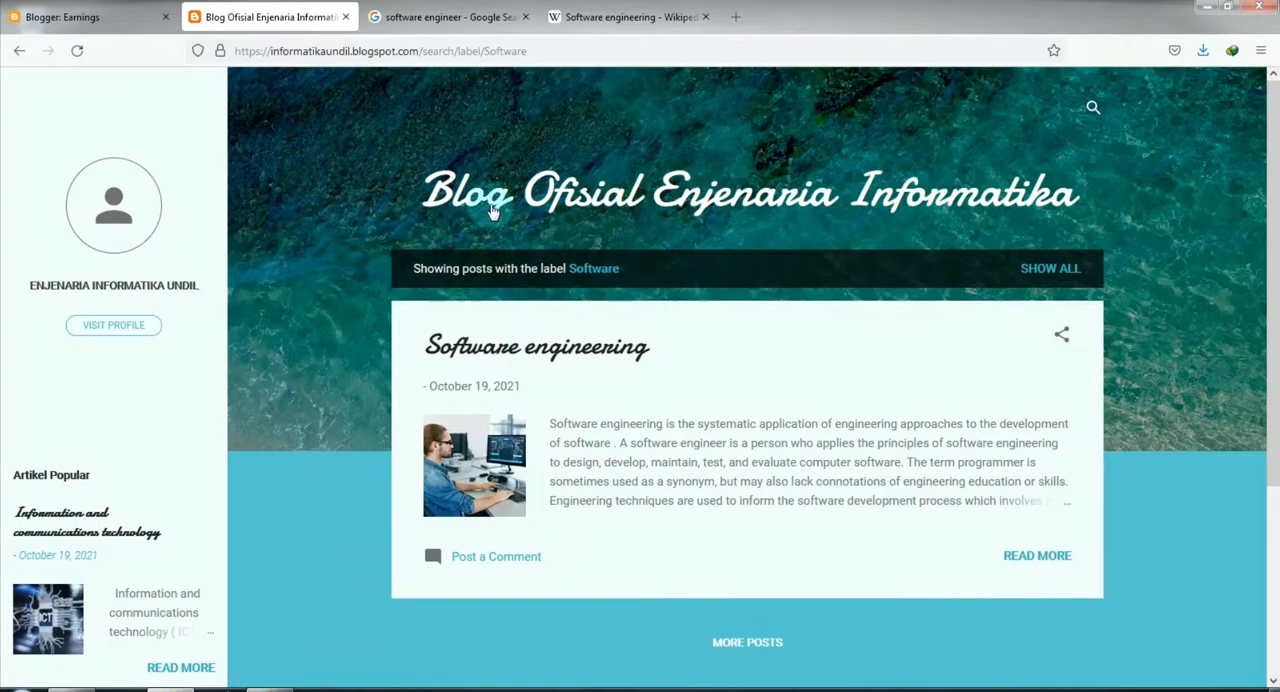 Blogger: Earnings
Blog Ofisial Enjenaria Informati
software engineer - Google Sea
Software engineering - Wikiped
https://informatikaundil.blogspot.com/search/label/Software
Blog Ofisial Enjenaria Informatika
Showing posts with the label Software
SHOW ALL
ENJENARIA INFORMATIKA UNDIL
VISIT PROFILE
Software engineering
- October 19, 2021
Software engineering is the systematic application of engineering approaches to the development
of software . A software engineer is a person who applies the principles of software engineering
to design, develop, maintain, test, and evaluate computer software. The term programmer is
sometimes used as a synonym, but may also lack connotations of engineering education or skills.
Engineering techniques are used to inform the software development process which involves ...
Post a Comment
READ MORE
MORE POSTS
Artikel Popular
Information and
communications technology
- October 19, 2021
Information and
communications
technology ( ICT ...
ICT
READ MORE